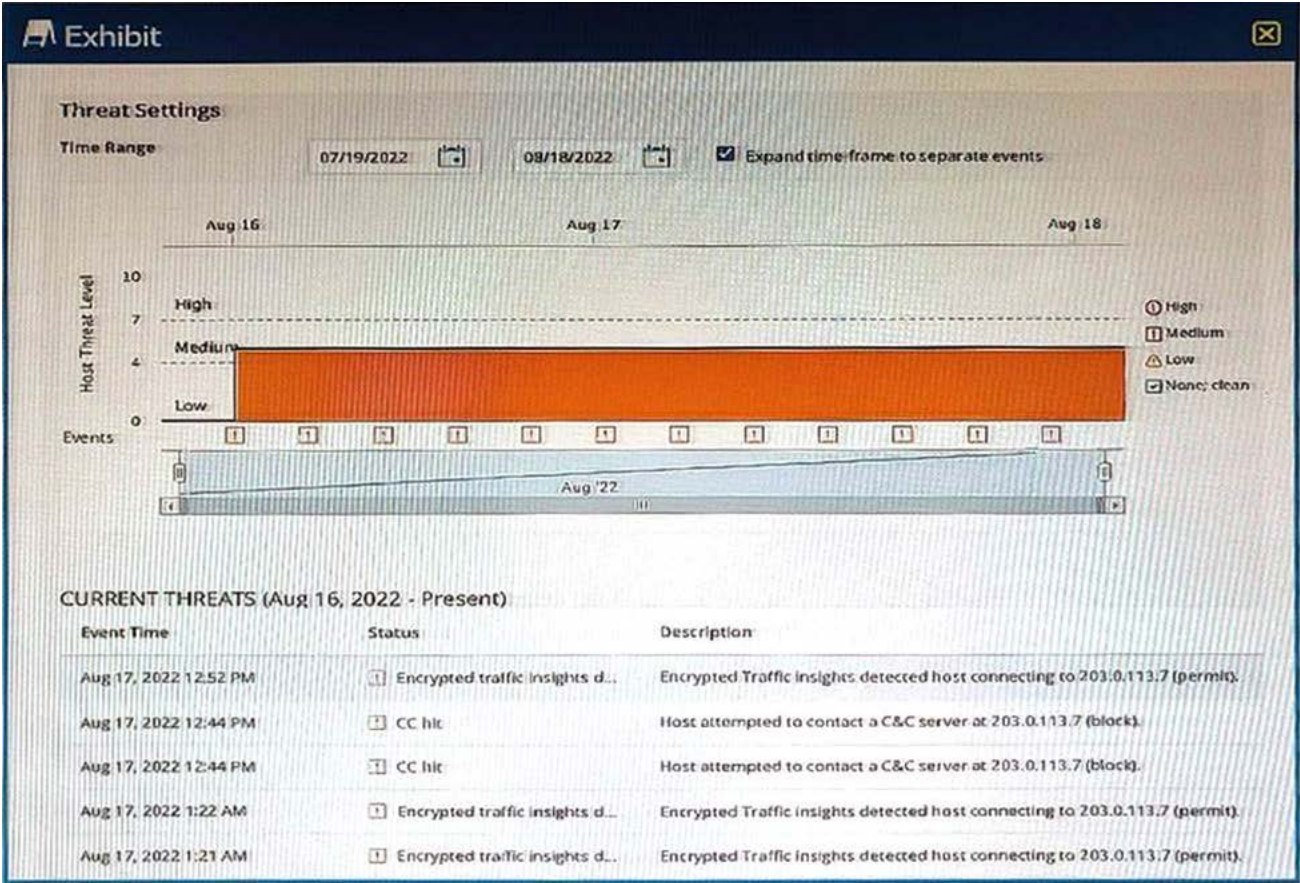 Exhibit
Threat Settings
Time Range 07/19/2022 08/18/2022 Expand time-frame to separate events
Aug 16 Aug 17 Aug 18
Host Threat Level
10
High
7
Medium
4
Low
0
High
Medium
Low
None; clean
Events
Aug '22
CURRENT THREATS (Aug 16, 2022 - Present)
Event Time Status Description
Aug 17, 2022 12:52 PM Encrypted traffic insights d... Encrypted Traffic insights detected host connecting to 203.0.113.7 (permit).
Aug 17, 2022 12:44 PM CC hit Host attempted to contact a C&C server at 203.0.113.7 (block).
Aug 17, 2022 12:44 PM CC hit Host attempted to contact a C&C server at 203.0.113.7 (block).
Aug 17, 2022 1:22 AM Encrypted traffic insights d... Encrypted Traffic insights detected host connecting to 203.0.113.7 (permit).
Aug 17, 2022 1:21 AM Encrypted traffic insights d... Encrypted Traffic insights detected host connecting to 203.0.113.7 (permit).